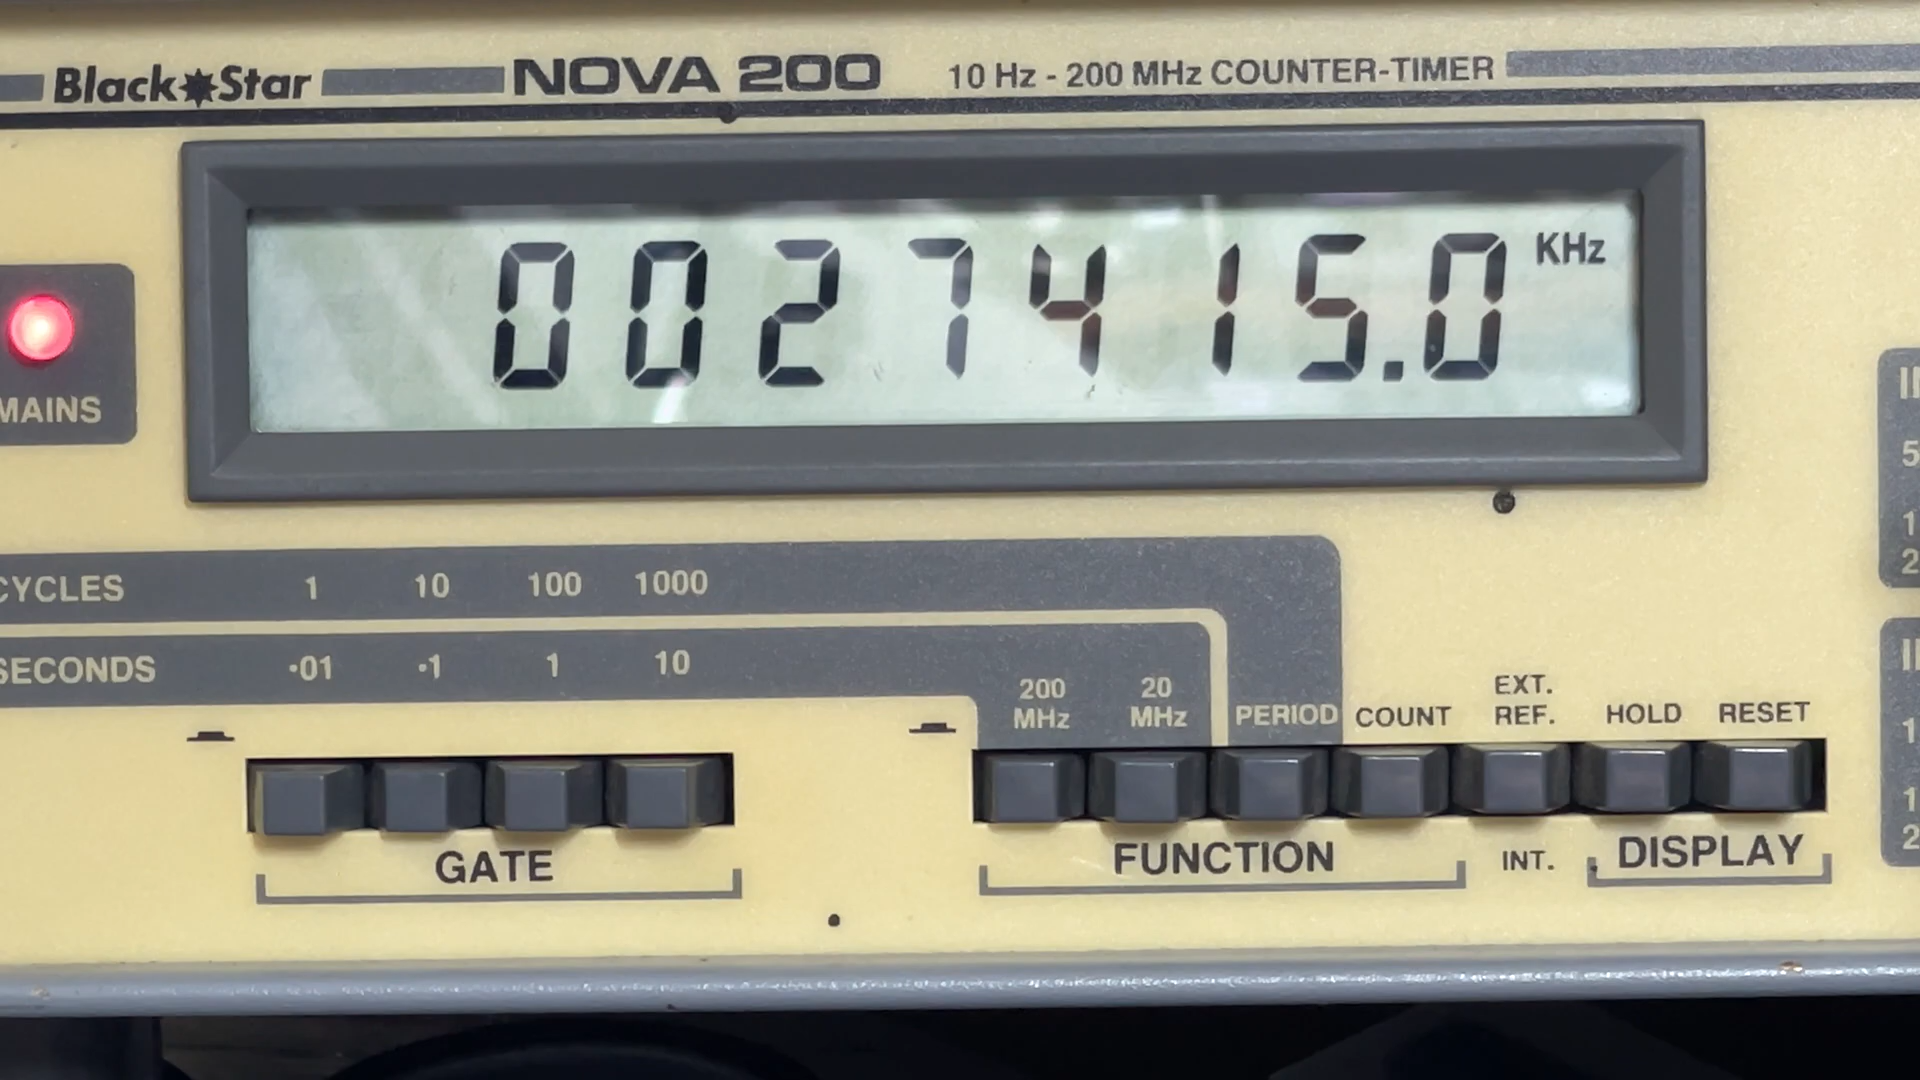 Black Star NOVA 200 10 Hz - 200 MHz COUNTER-TIMER
0027415.0 KHz
MAINS
CYCLES 1 10 100 1000
SECONDS ·01 ·1 1 10
200 MHz 20 MHz PERIOD COUNT EXT. REF. HOLD RESET
GATE FUNCTION INT. DISPLAY